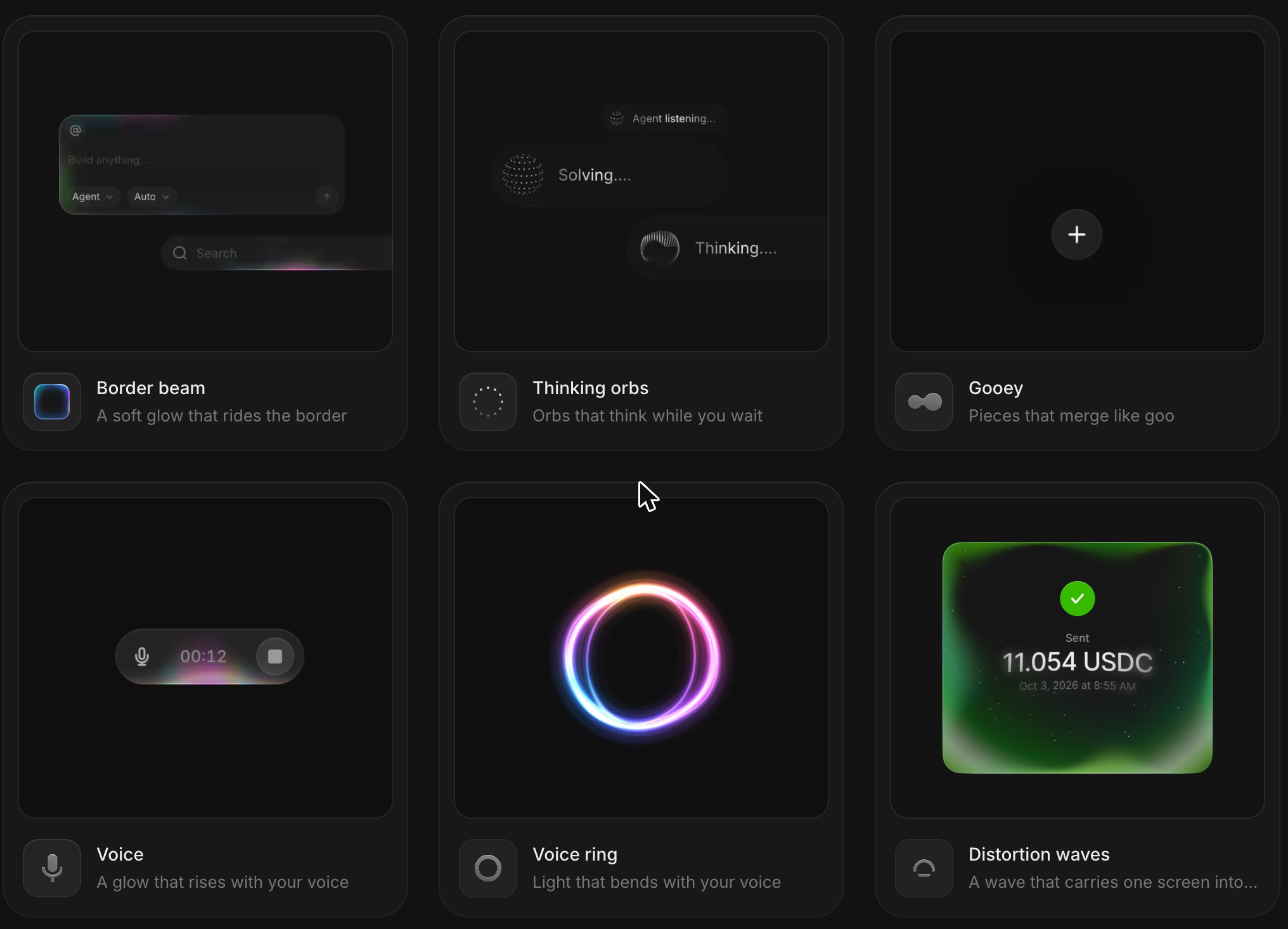 @
Build anything...
Agent
Auto
Search
Agent listening...
Solving....
Thinking....
Border beam
A soft glow that rides the border
Thinking orbs
Orbs that think while you wait
Gooey
Pieces that merge like goo
00:12
Sent
11.054 USDC
Oct 3, 2026 at 8:55 AM
Voice
A glow that rises with your voice
Voice ring
Light that bends with your voice
Distortion waves
A wave that carries one screen into...